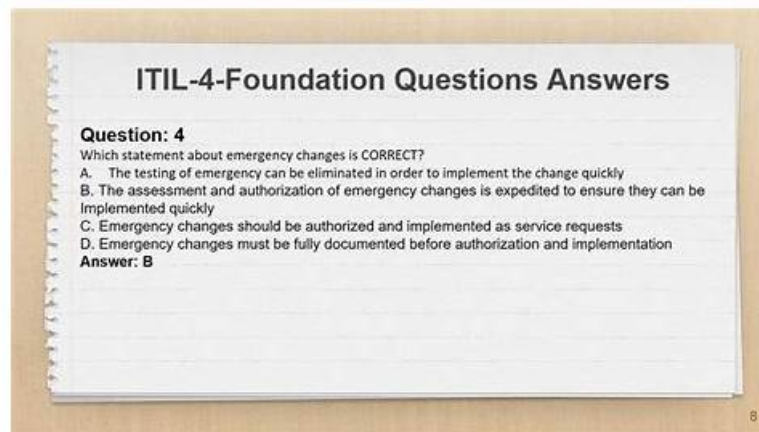 ITIL-4-Foundation Questions Answers
Question: 4
Which statement about emergency changes is CORRECT?
A. The testing of emergency can be eliminated in order to implement the change quickly
B. The assessment and authorization of emergency changes is expedited to ensure they can be
Implemented quickly
C. Emergency changes should be authorized and implemented as service requests
D. Emergency changes must be fully documented before authorization and implementation
Answer: B
8